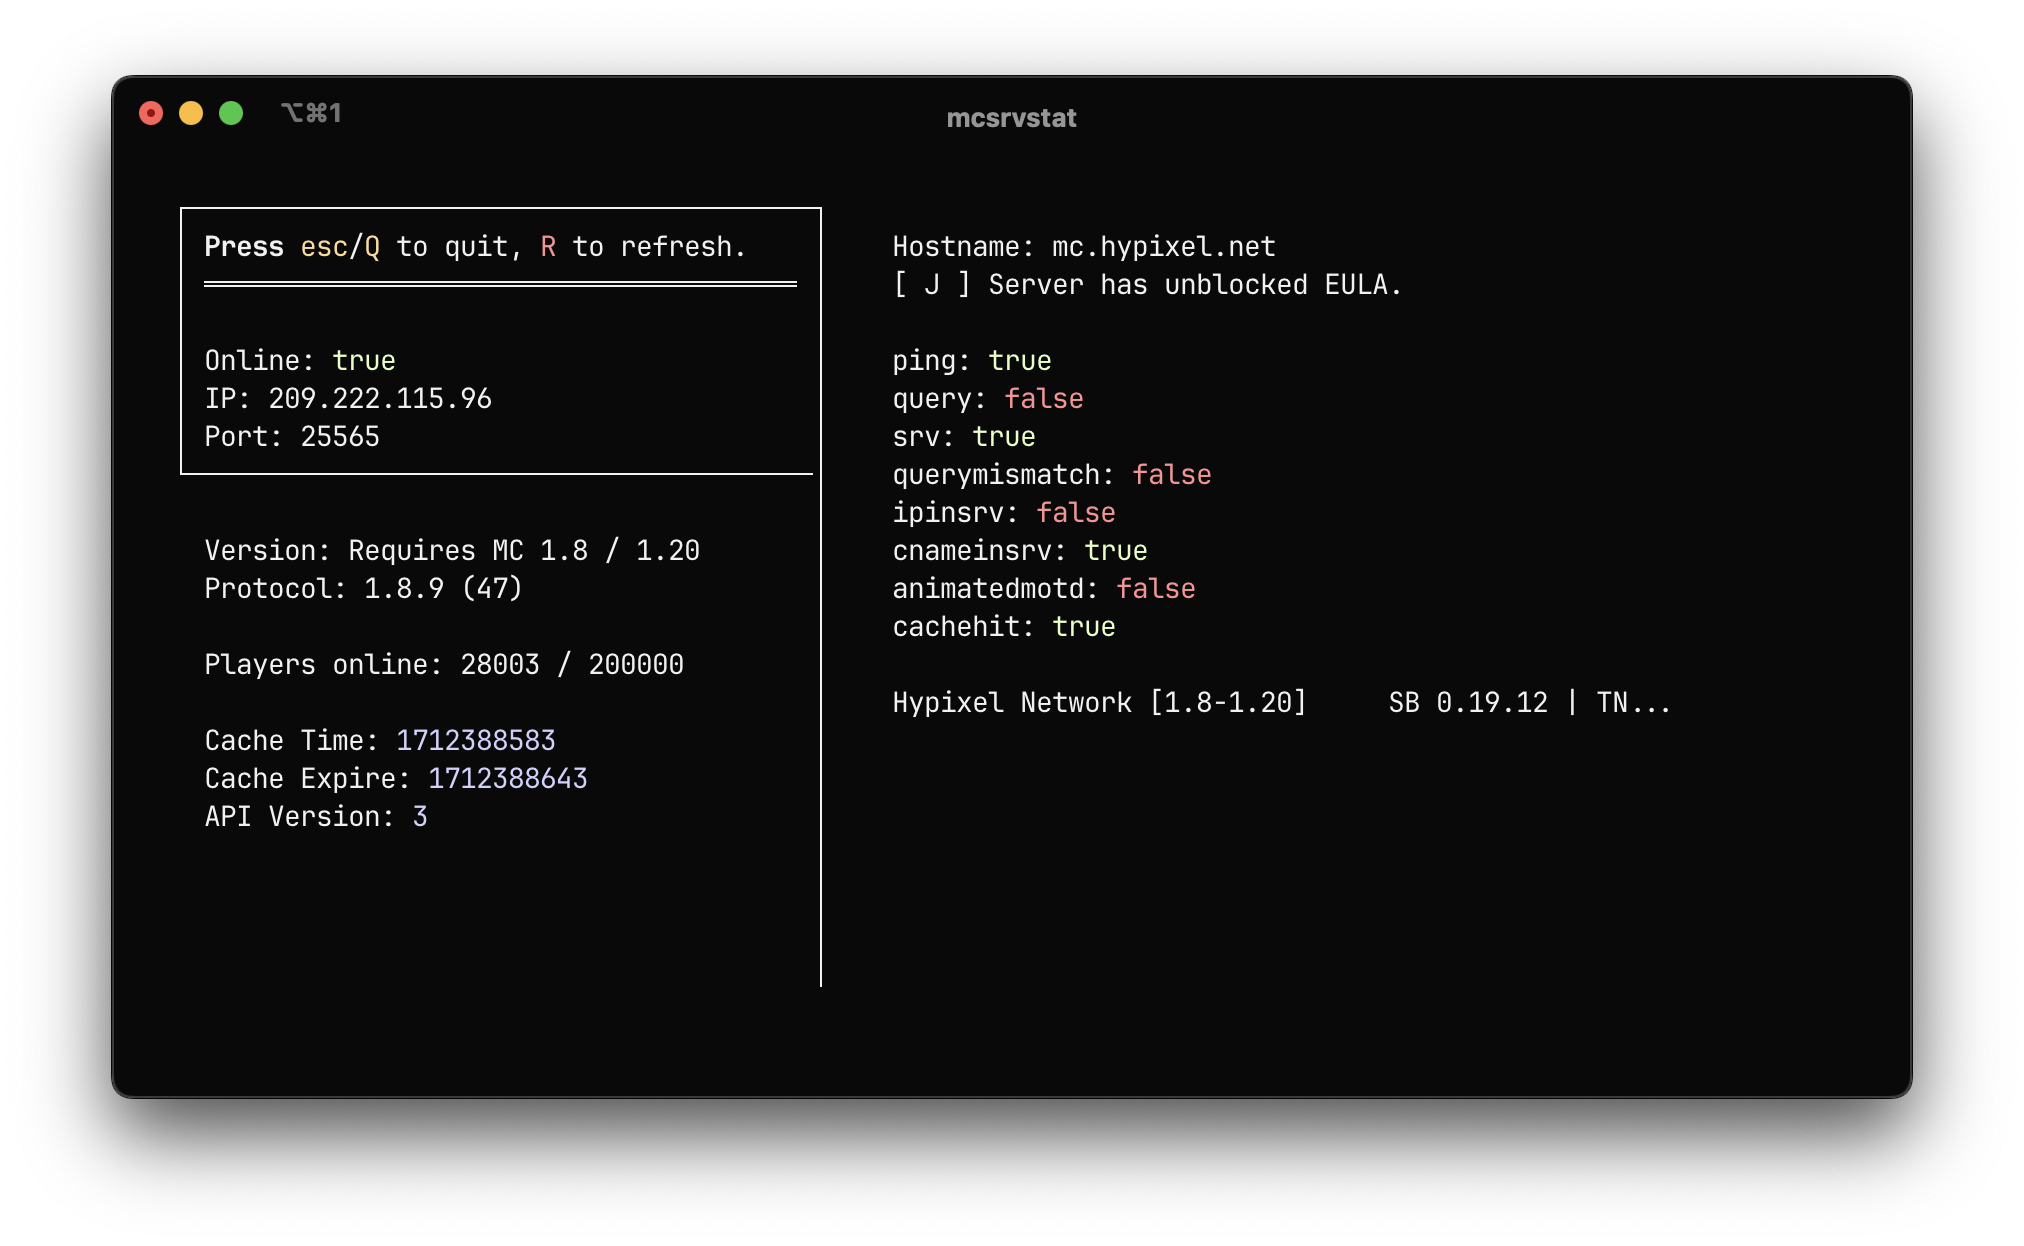 ⌥⌘1
mcsrvstat
Press esc/Q to quit, R to refresh.
Online: true
IP: 209.222.115.96
Port: 25565
Version: Requires MC 1.8 / 1.20
Protocol: 1.8.9 (47)
Players online: 28003 / 200000
Cache Time: 1712388583
Cache Expire: 1712388643
API Version: 3
Hostname: mc.hypixel.net
[ J ] Server has unblocked EULA.
ping: true
query: false
srv: true
querymismatch: false
ipinsrv: false
cnameinsrv: true
animatedmotd: false
cachehit: true
Hypixel Network [1.8-1.20]     SB 0.19.12 | TN...